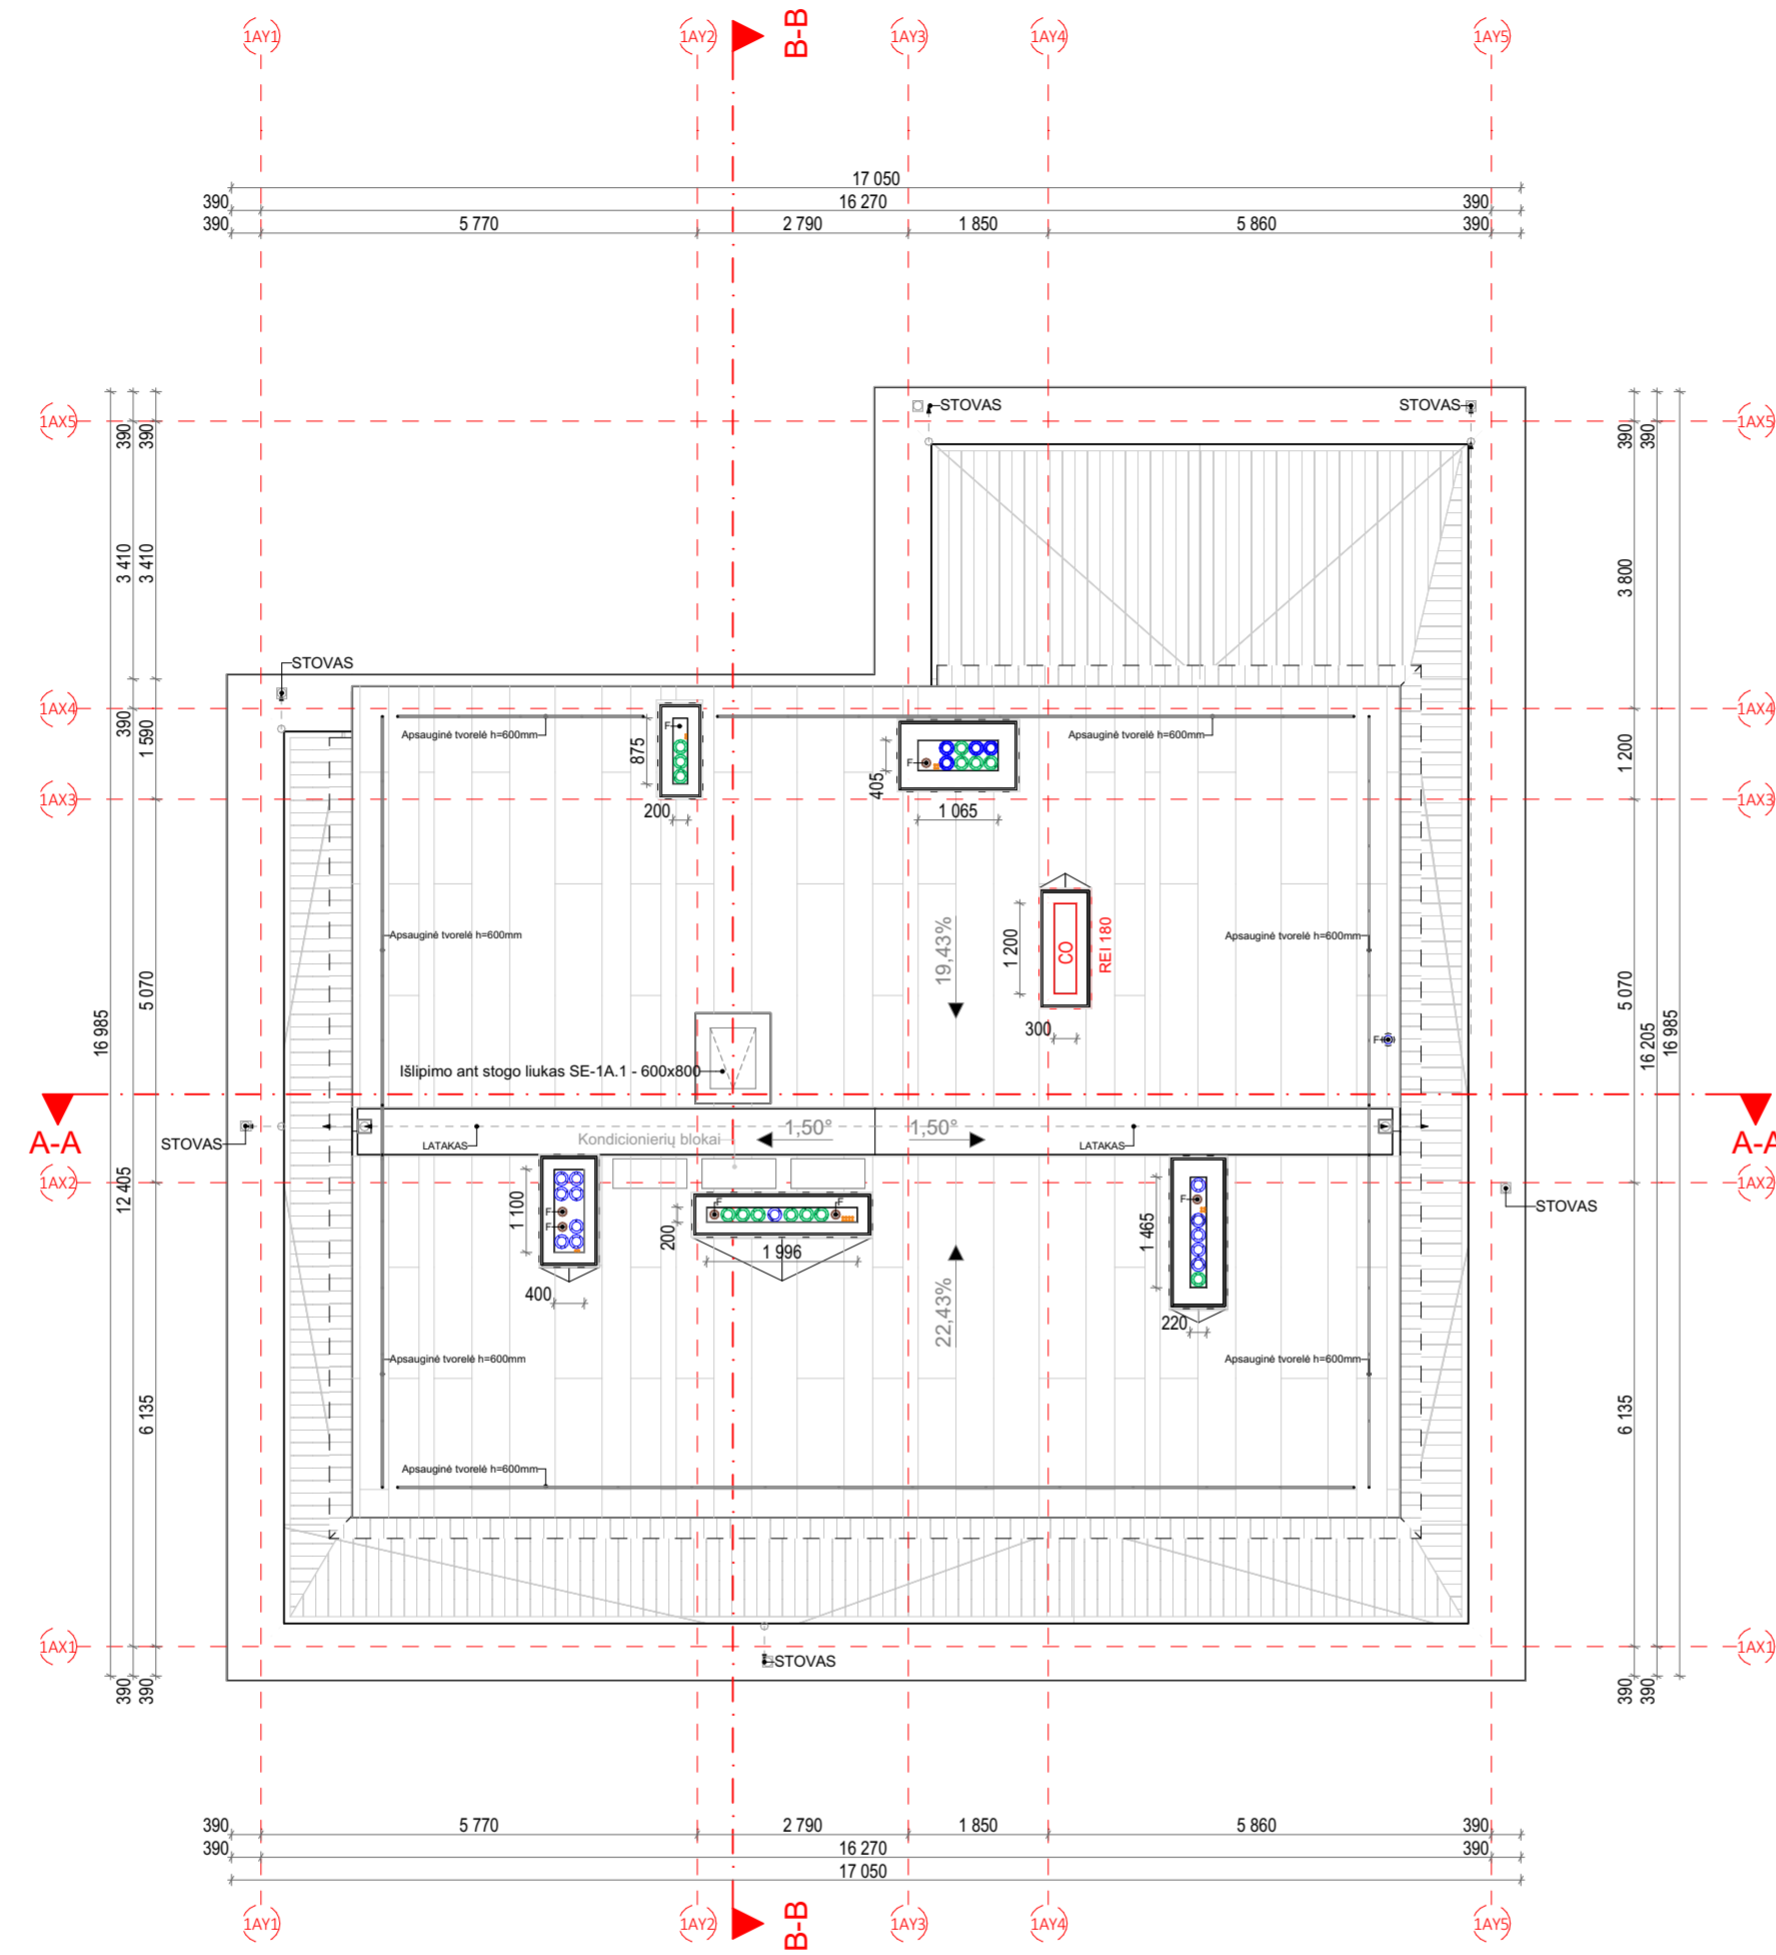 1AY1
1AY2
B-B
1AY3
1AY4
1AY5
17 050
390
16 270
390
390
5 770
2 790
1 850
5 860
390
STOVAS
STOVAS
1AX5
1AX5
390
390
390
390
3 410
3 410
3 800
STOVAS
1AX4
1AX4
390
1 590
1 200
Apsauginė tvorelė h=600mm
Apsauginė tvorelė h=600mm
F
875
200
F
405
1 065
1AX3
1AX3
19,43%
1 200
CO
REI 180
300
Apsauginė tvorelė h=600mm
Apsauginė tvorelė h=600mm
5 070
5 070
16 985
16 205
16 985
F
Išlipimo ant stogo liukas SE-1A.1 - 600x800
A-A
A-A
STOVAS
LATAKAS
Kondicionierių blokai
1,50°
1,50°
LATAKAS
1AX2
1AX2
12 405
STOVAS
1 100
F
F
400
F
F
200
1 996
F
1 465
220
22,43%
Apsauginė tvorelė h=600mm
Apsauginė tvorelė h=600mm
6 135
6 135
Apsauginė tvorelė h=600mm
1AX1
1AX1
STOVAS
390
390
390
390
390
5 770
2 790
1 850
5 860
390
390
16 270
390
17 050
1AY1
1AY2
B-B
1AY3
1AY4
1AY5